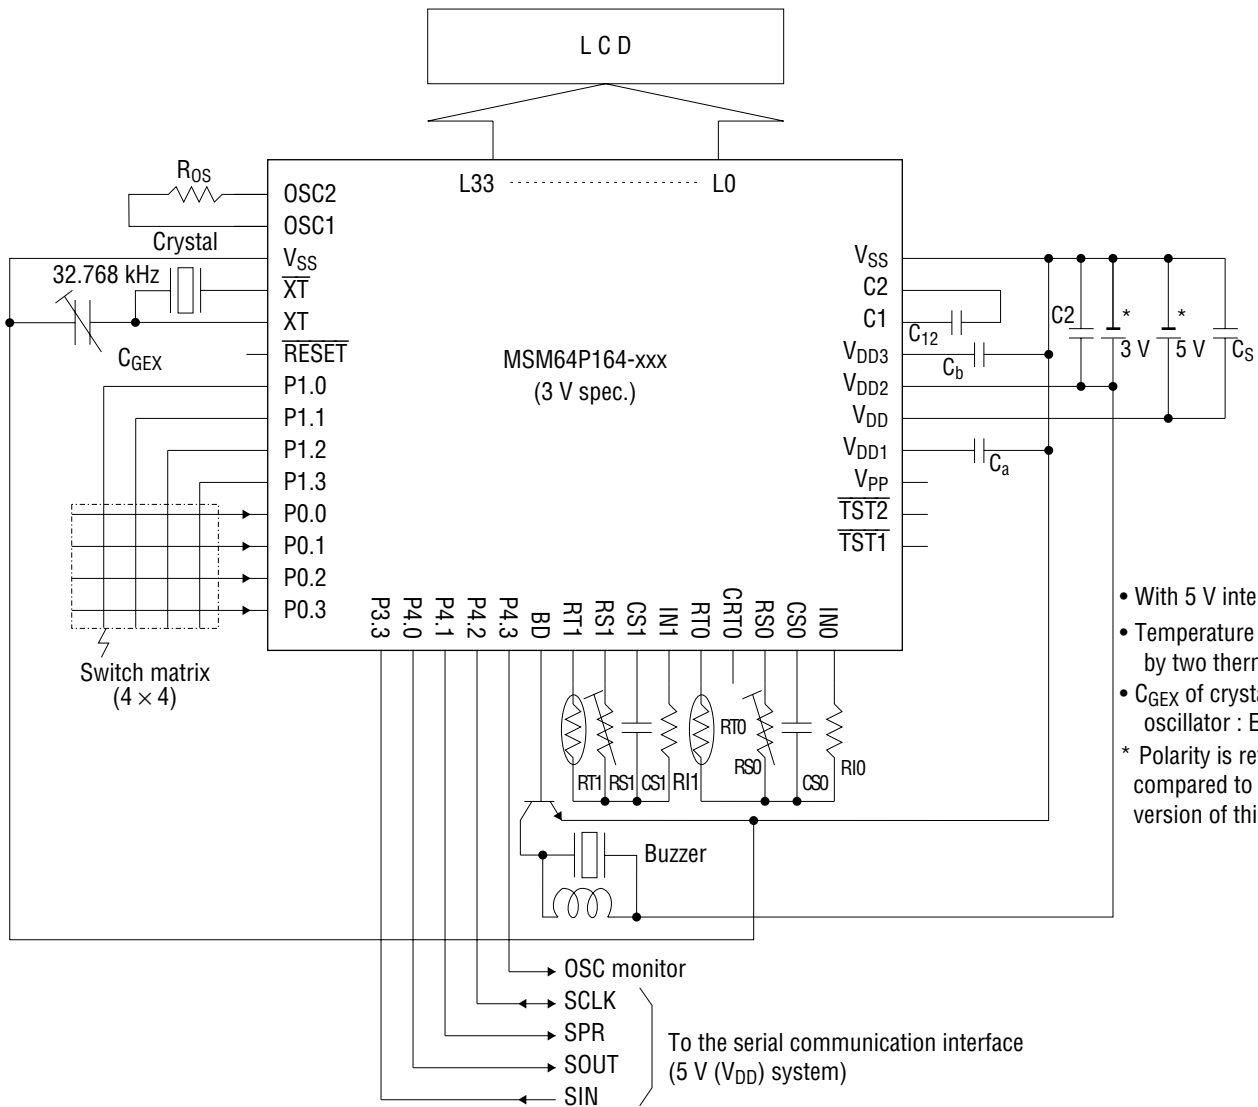 L C D
L33 L0
ROS
OSC2
OSC1
Crystal
VSS
32.768 kHz
XT
XT
CGEX
RESET
P1.0
P1.1
P1.2
P1.3
P0.0
P0.1
P0.2
P0.3
Switch matrix
(4 × 4)
MSM64P164-xxx
(3 V spec.)
VSS
C2
C1
C12
VDD3
Cb
VDD2
VDD
VDD1
Ca
VPP
TST2
TST1
C2
*
3 V
*
5 V
CS
P3.3
P4.0
P4.1
P4.2
P4.3
BD
RT1
RS1
CS1
IN1
RT0
CRT0
RS0
CS0
IN0
RT1
RS1
CS1
RI1
RT0
RS0
CS0
RI0
Buzzer
• With 5 V inte
• Temperature
by two therm
• CGEX of crysta
oscillator : E
* Polarity is re
compared to
version of thi
OSC monitor
SCLK
SPR
SOUT
SIN
To the serial communication interface
(5 V (VDD) system)